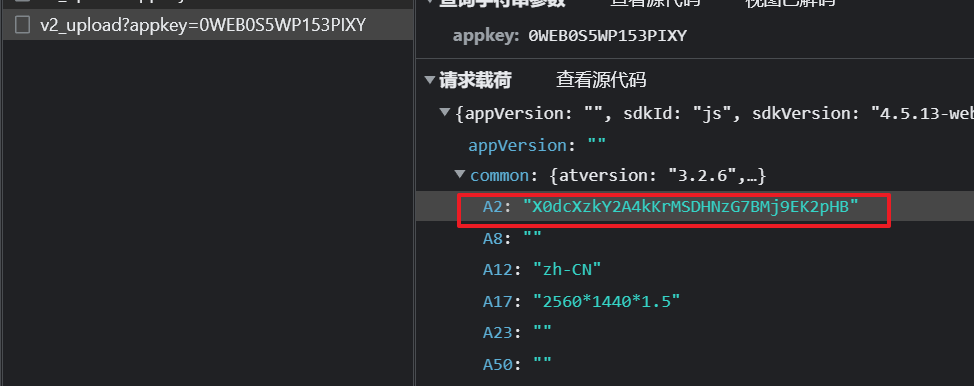 查询字符串参数 查看源代码 视图已解码
v2_upload?appkey=0WEB0S5WP153PIXY
appkey: 0WEB0S5WP153PIXY
请求载荷 查看源代码
{appVersion: "", sdkId: "js", sdkVersion: "4.5.13-web
appVersion: ""
common: {atversion: "3.2.6",…}
A2: "X0dcXzkY2A4kKrMSDHNzG7BMj9EK2pHB"
A8: ""
A12: "zh-CN"
A17: "2560*1440*1.5"
A23: ""
A50: ""